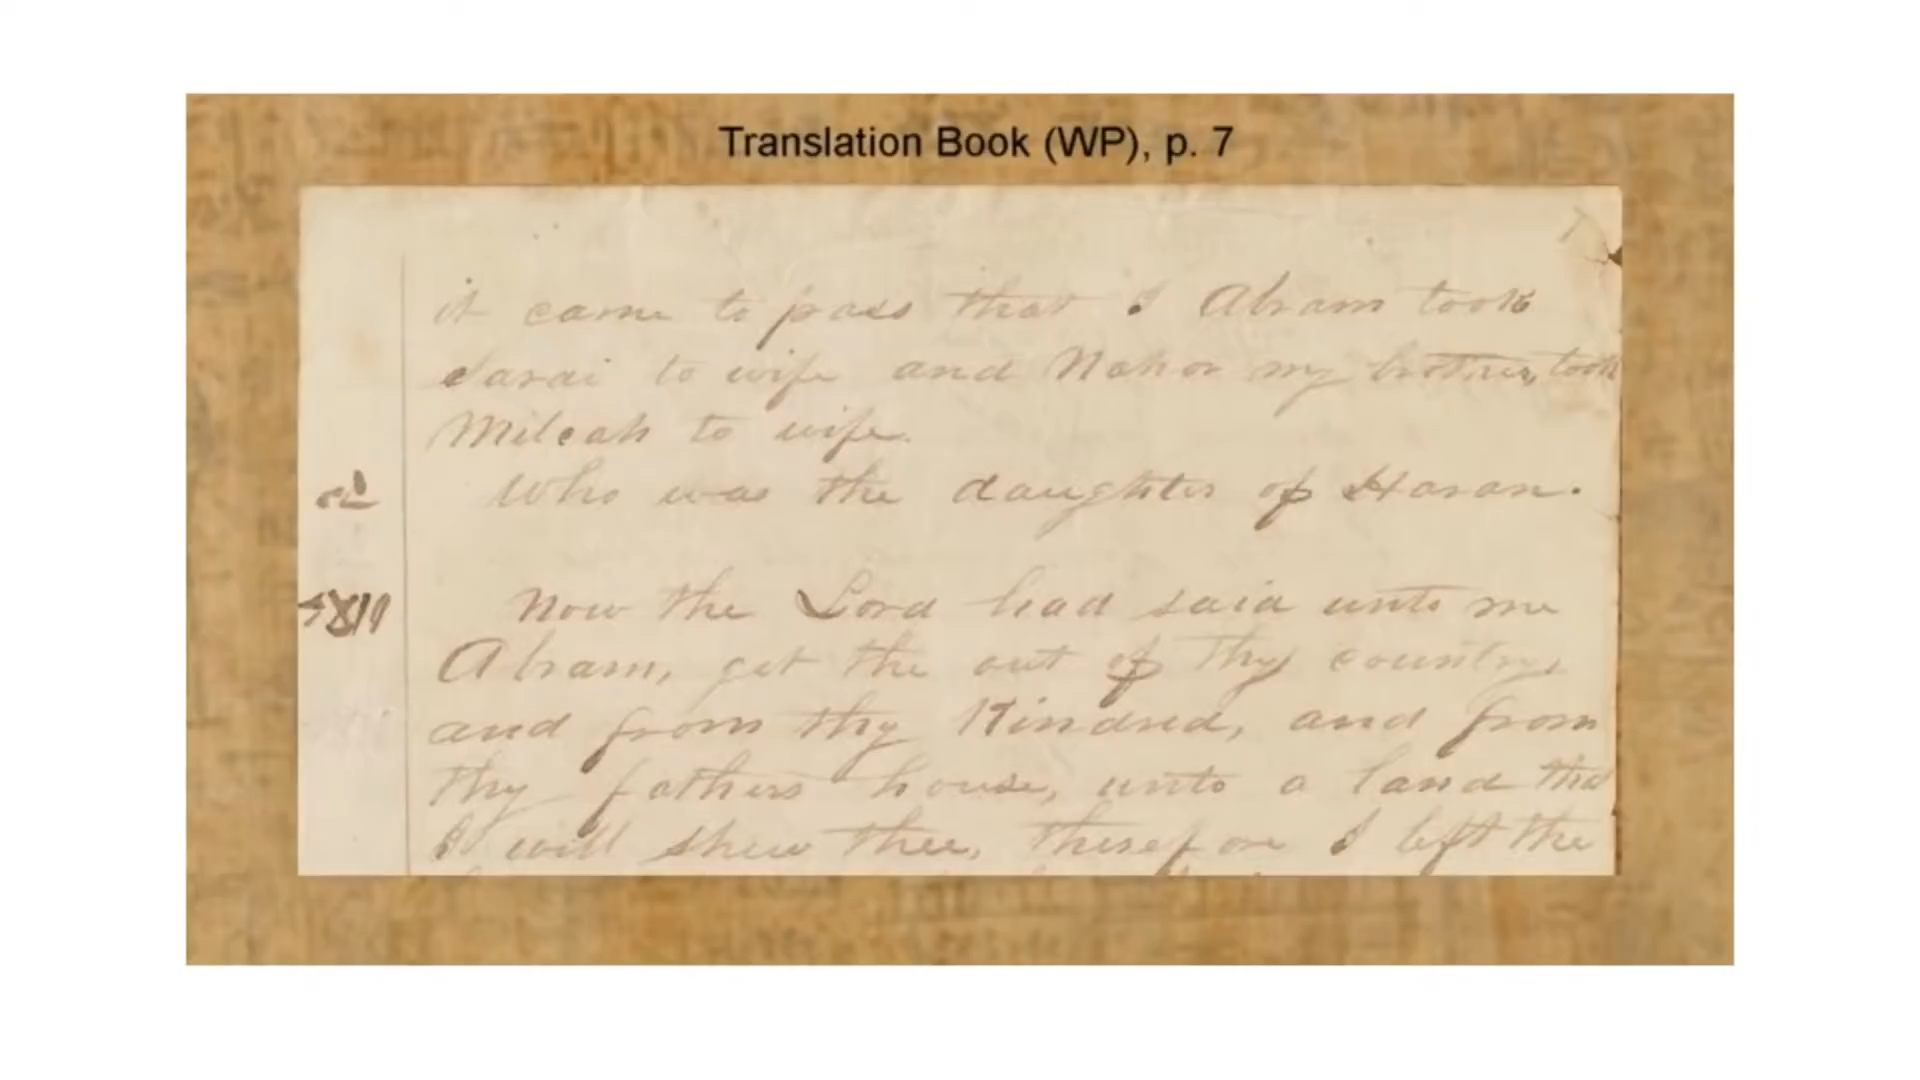 Translation Book (WP), p. 7
7
it came to pass that I Abram took
Sarai to wife and Nahor my brother, took
Milcah to wife.
Who was the daughter of Haran.
Now the Lord had said unto me
Abram, get the out of thy country,
and from thy Kindred, and from
thy fathers house, unto a land that
I will shew thee, therefore I left the